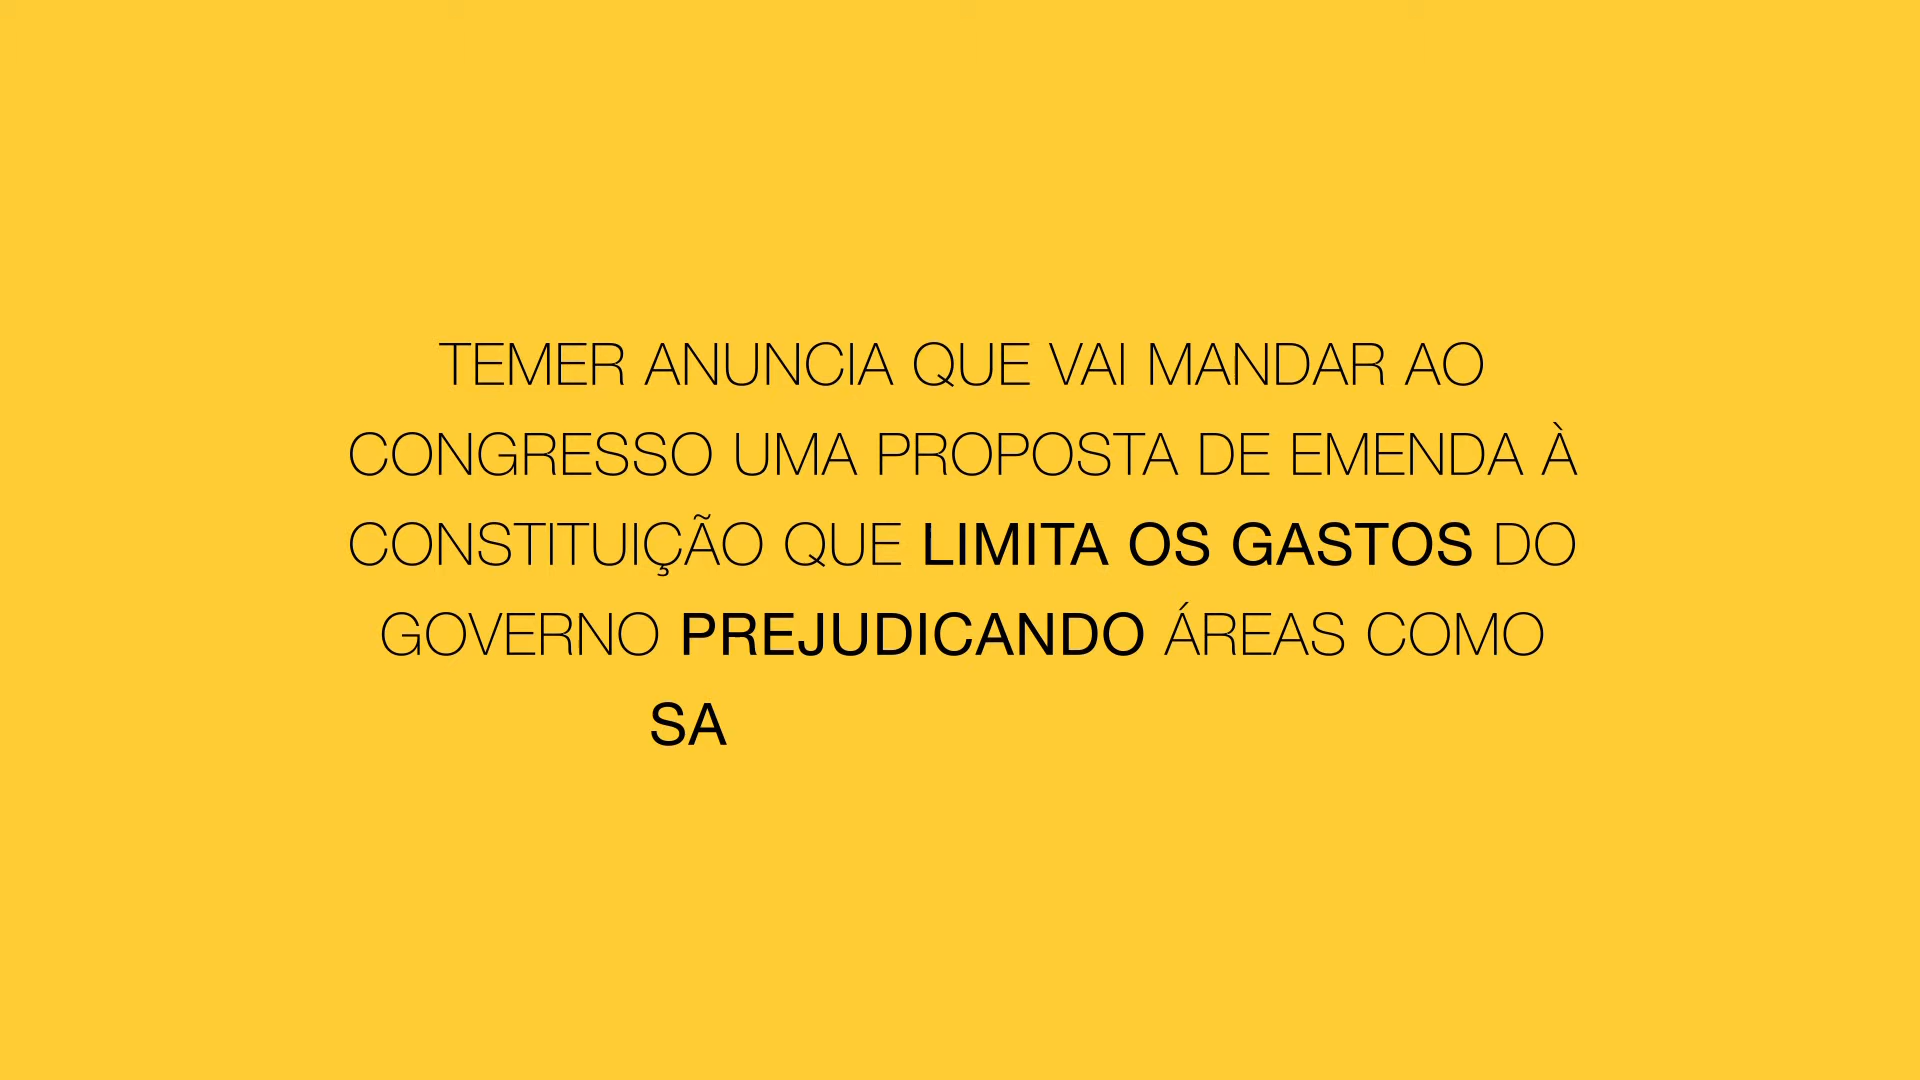 TEMER ANUNCIA QUE VAI MANDAR AO
CONGRESSO UMA PROPOSTA DE EMENDA À
CONSTITUIÇÃO QUE LIMITA OS GASTOS DO
GOVERNO PREJUDICANDO ÁREAS COMO
SA